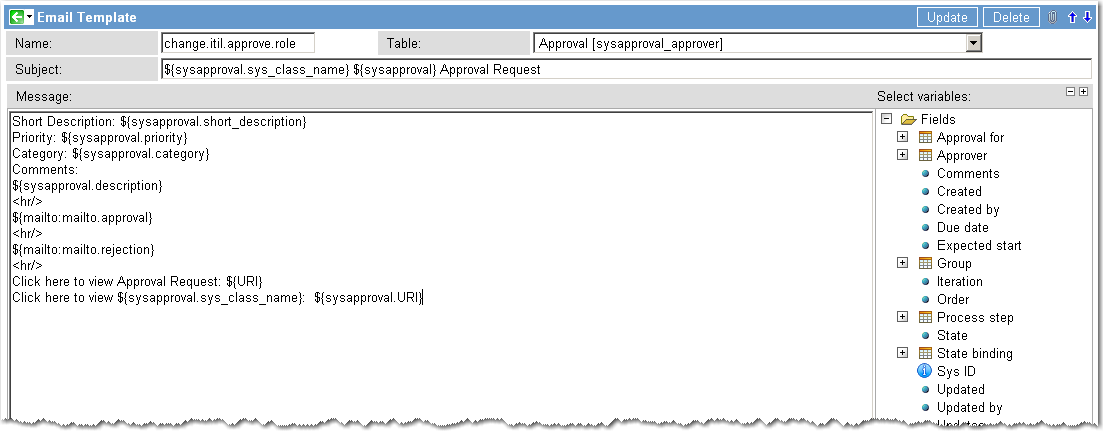 Email Template
Update Delete
Name: change.itil.approve.role Table: Approval [sysapproval_approver]
Subject: ${sysapproval.sys_class_name} ${sysapproval} Approval Request
Message: Select variables:
Short Description: ${sysapproval.short_description}
Priority: ${sysapproval.priority}
Category: ${sysapproval.category}
Comments:
${sysapproval.description}
<hr/>
${mailto:mailto.approval}
<hr/>
${mailto:mailto.rejection}
<hr/>
Click here to view Approval Request: ${URI}
Click here to view ${sysapproval.sys_class_name}:  ${sysapproval.URI}
Fields
Approval for
Approver
Comments
Created
Created by
Due date
Expected start
Group
Iteration
Order
Process step
State
State binding
Sys ID
Updated
Updated by